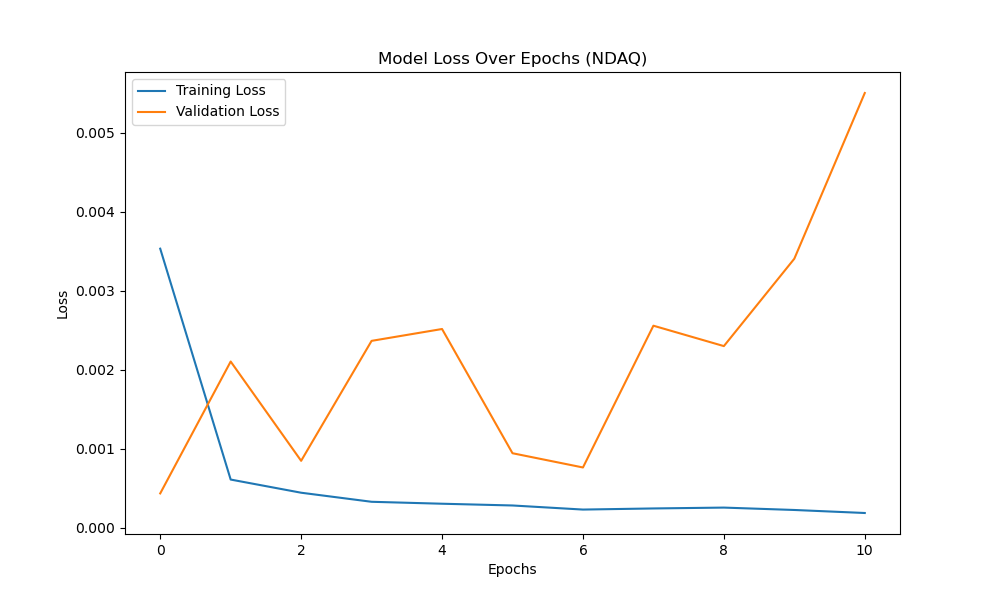 Model Loss Over Epochs (NDAQ)
Training Loss
Validation Loss
0.005
0.004
0.003
0.002
0.001
0.000
Loss
0 2 4 6 8 10
Epochs